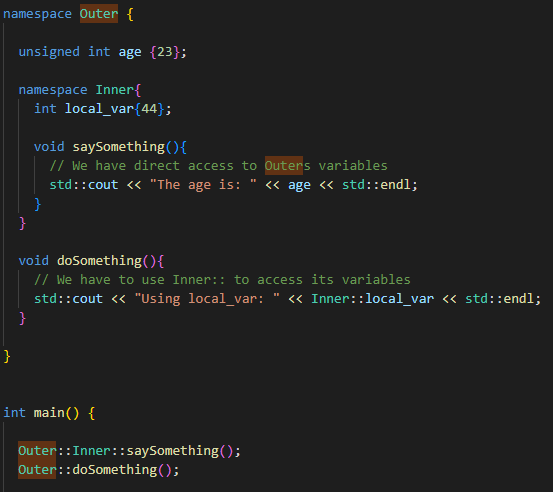 namespace Outer {
unsigned int age {23};
namespace Inner{
int local_var{44};
void saySomething(){
// We have direct access to Outers variables
std::cout << "The age is: " << age << std::endl;
}
}
void doSomething(){
// We have to use Inner:: to access its variables
std::cout << "Using local_var: " << Inner::local_var << std::endl;
}
}
int main() {
Outer::Inner::saySomething();
Outer::doSomething();